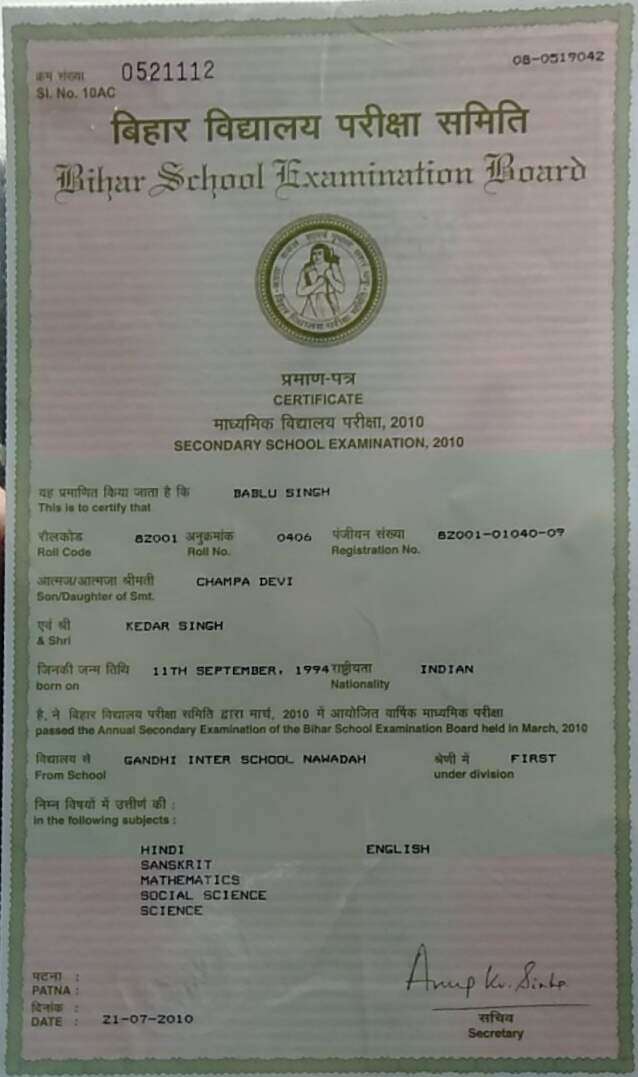 क्रम संख्या 0521112 08-0519042
Sl. No. 10AC
बिहार विद्यालय परीक्षा समिति
Bihar School Examination Board
प्रमाण-पत्र
CERTIFICATE
माध्यमिक विद्यालय परीक्षा, 2010
SECONDARY SCHOOL EXAMINATION, 2010
यह प्रमाणित किया जाता है कि BABLU SINGH
This is to certify that
रौलकोड 82001 अनुक्रमांक 0406 पंजीयन संख्या 82001-01040-09
Roll Code Roll No. Registration No.
आत्मज/आत्मजा श्रीमती CHAMPA DEVI
Son/Daughter of Smt.
एवं श्री KEDAR SINGH
& Shri
जिनकी जन्म तिथि 11TH SEPTEMBER, 1994 राष्ट्रीयता INDIAN
born on Nationality
है, ने बिहार विद्यालय परीक्षा समिति द्वारा मार्च, 2010 में आयोजित वार्षिक माध्यमिक परीक्षा
passed the Annual Secondary Examination of the Bihar School Examination Board held in March, 2010
विद्यालय से GANDHI INTER SCHOOL NAWADAH श्रेणी में FIRST
From School under division
निम्न विषयों में उत्तीर्ण की :
in the following subjects :
HINDI ENGLISH
SANSKRIT
MATHEMATICS
SOCIAL SCIENCE
SCIENCE
पटना :
PATNA :
दिनांक :
DATE : 21-07-2010
Anup Kr. Sinha
सचिव
Secretary